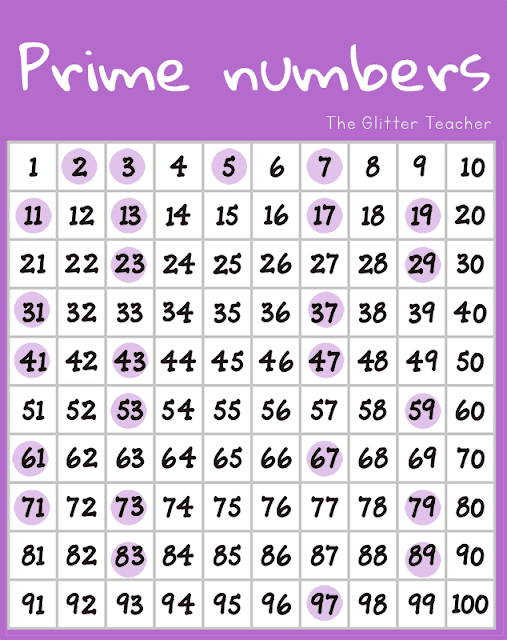 Prime numbers
The Glitter Teacher
1 2 3 4 5 6 7 8 9 10
11 12 13 14 15 16 17 18 19 20
21 22 23 24 25 26 27 28 29 30
31 32 33 34 35 36 37 38 39 40
41 42 43 44 45 46 47 48 49 50
51 52 53 54 55 56 57 58 59 60
61 62 63 64 65 66 67 68 69 70
71 72 73 74 75 76 77 78 79 80
81 82 83 84 85 86 87 88 89 90
91 92 93 94 95 96 97 98 99 100